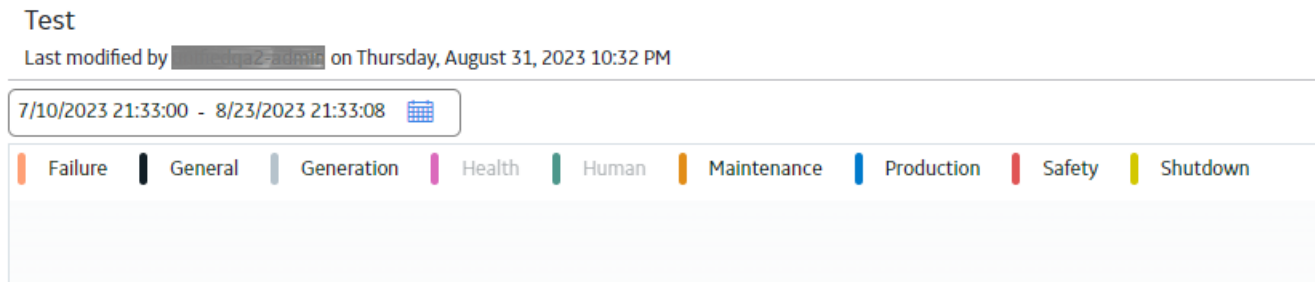 Test
Last modified by on Thursday, August 31, 2023 10:32 PM
7/10/2023 21:33:00 - 8/23/2023 21:33:08
Failure General Generation Health Human Maintenance Production Safety Shutdown